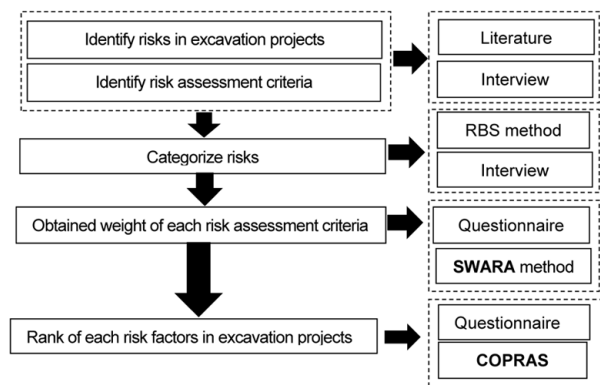 Identify risks in excavation projects
Identify risk assessment criteria
Literature
Interview
Categorize risks
RBS method
Interview
Obtained weight of each risk assessment criteria
Questionnaire
SWARA method
Rank of each risk factors in excavation projects
Questionnaire
COPRAS